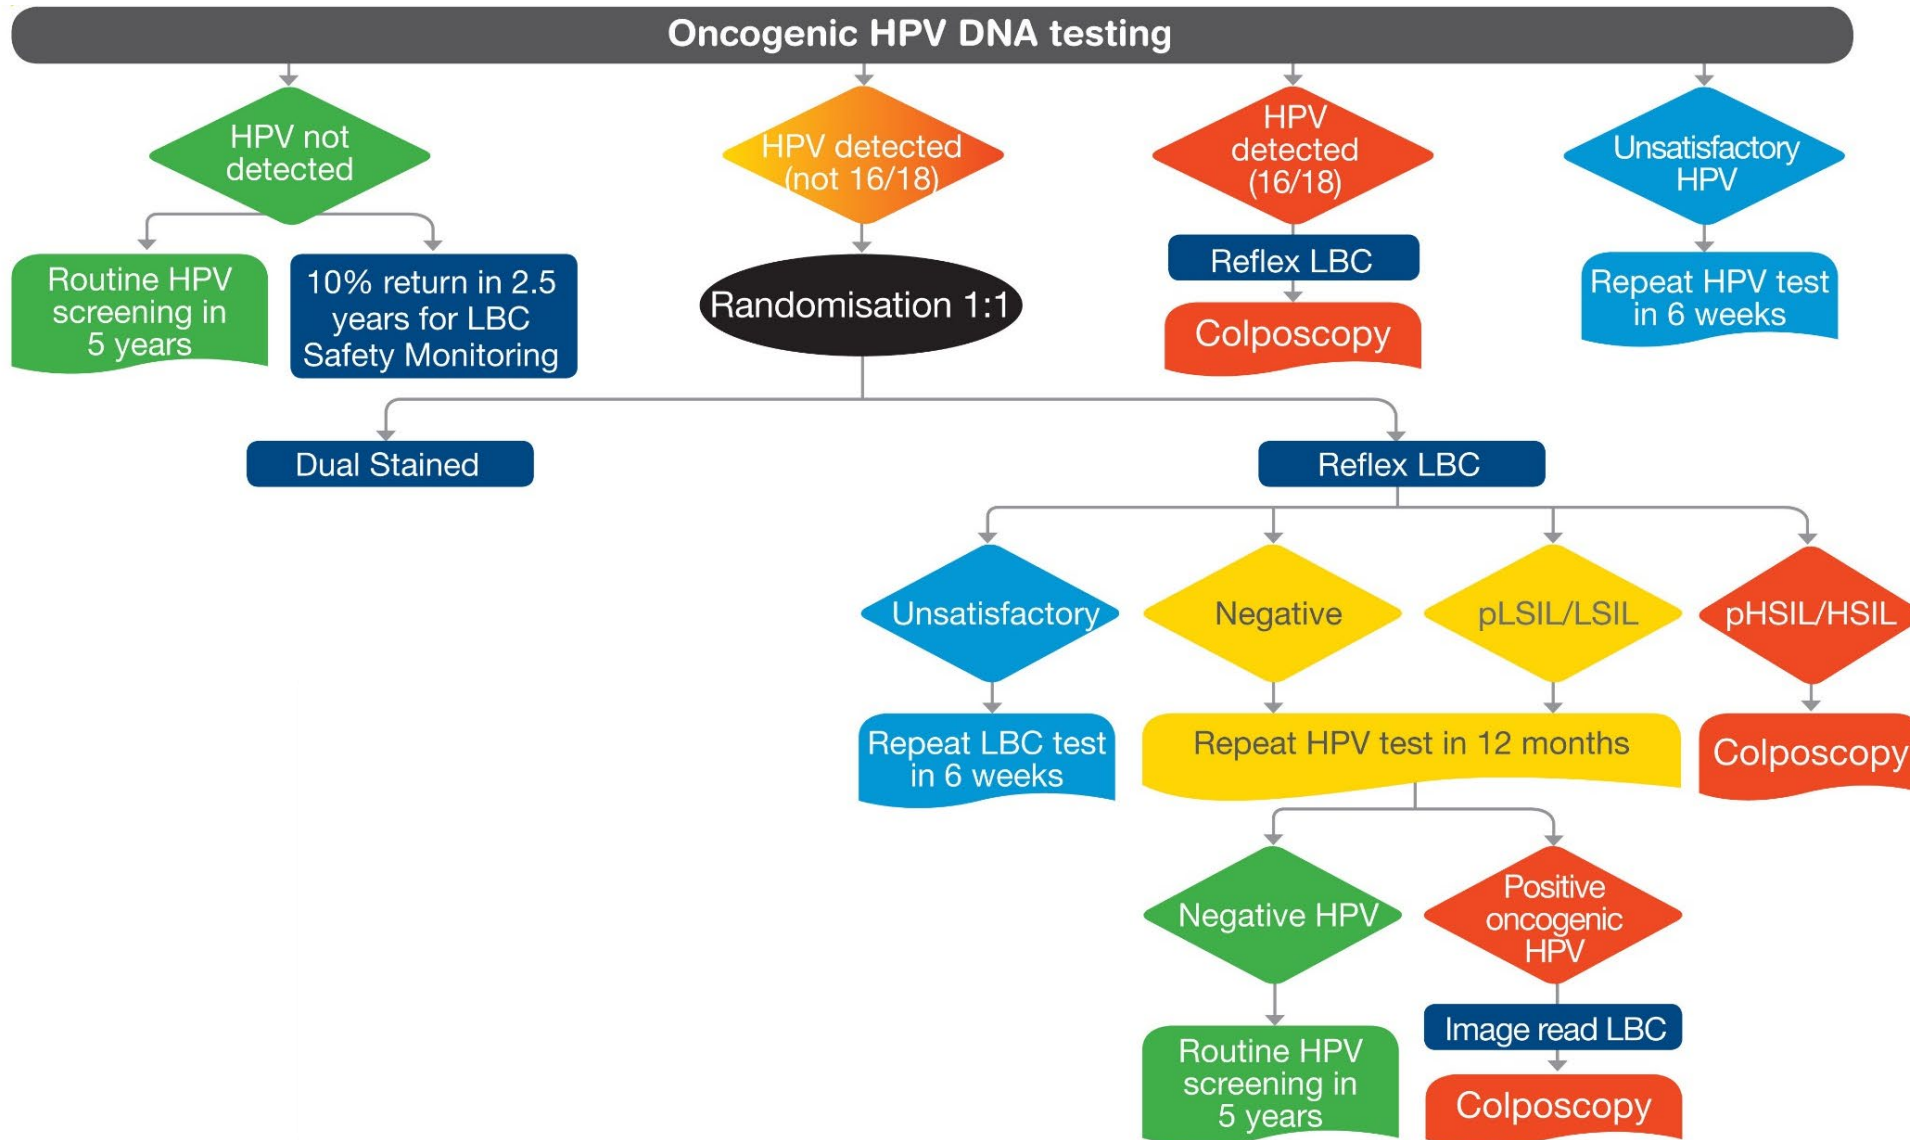 Oncogenic HPV DNA testing
HPV not
detected
HPV detected
(not 16/18)
HPV
detected
(16/18)
Unsatisfactory
HPV
Routine HPV
screening in
5 years
10% return in 2.5
years for LBC
Safety Monitoring
Randomisation 1:1
Reflex LBC
Colposcopy
Repeat HPV test
in 6 weeks
Dual Stained
Reflex LBC
Unsatisfactory
Negative
pLSIL/LSIL
pHSIL/HSIL
Repeat LBC test
in 6 weeks
Repeat HPV test in 12 months
Colposcopy
Negative HPV
Positive
oncogenic
HPV
Routine HPV
screening in
5 years
Image read LBC
Colposcopy